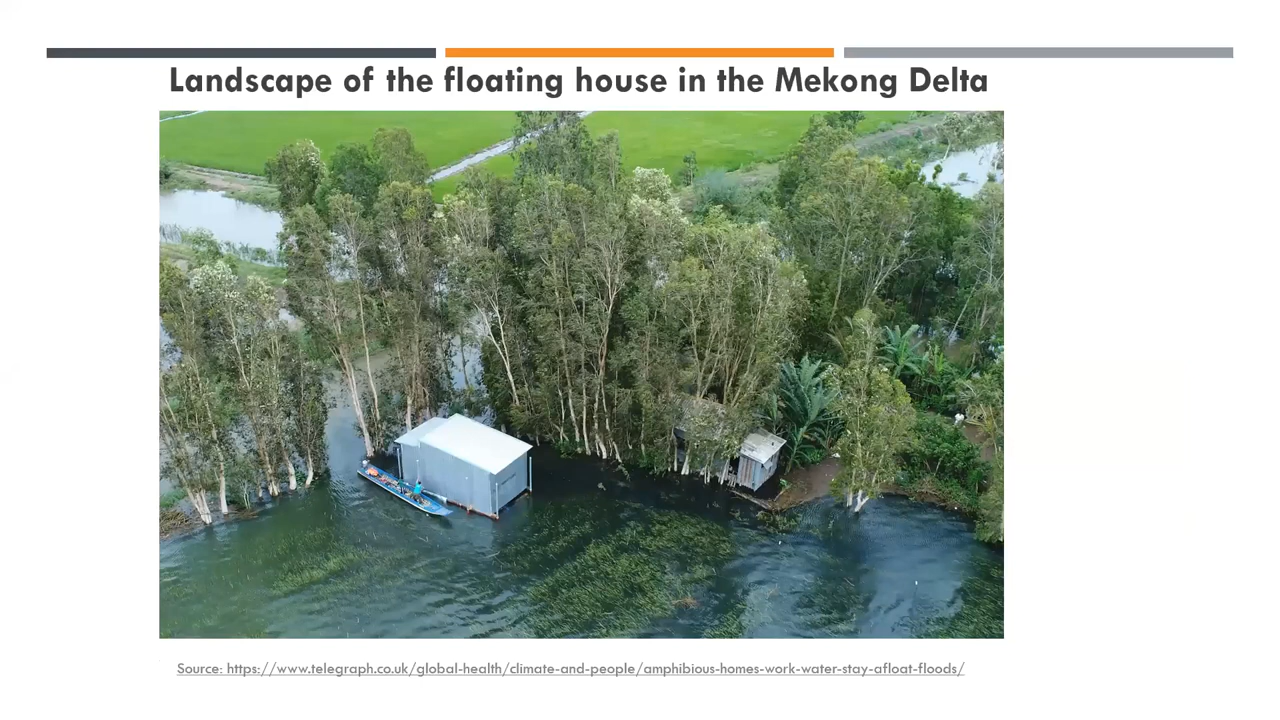 Landscape of the floating house in the Mekong Delta
Source: https://www.telegraph.co.uk/global-health/climate-and-people/amphibious-homes-work-water-stay-afloat-floods/